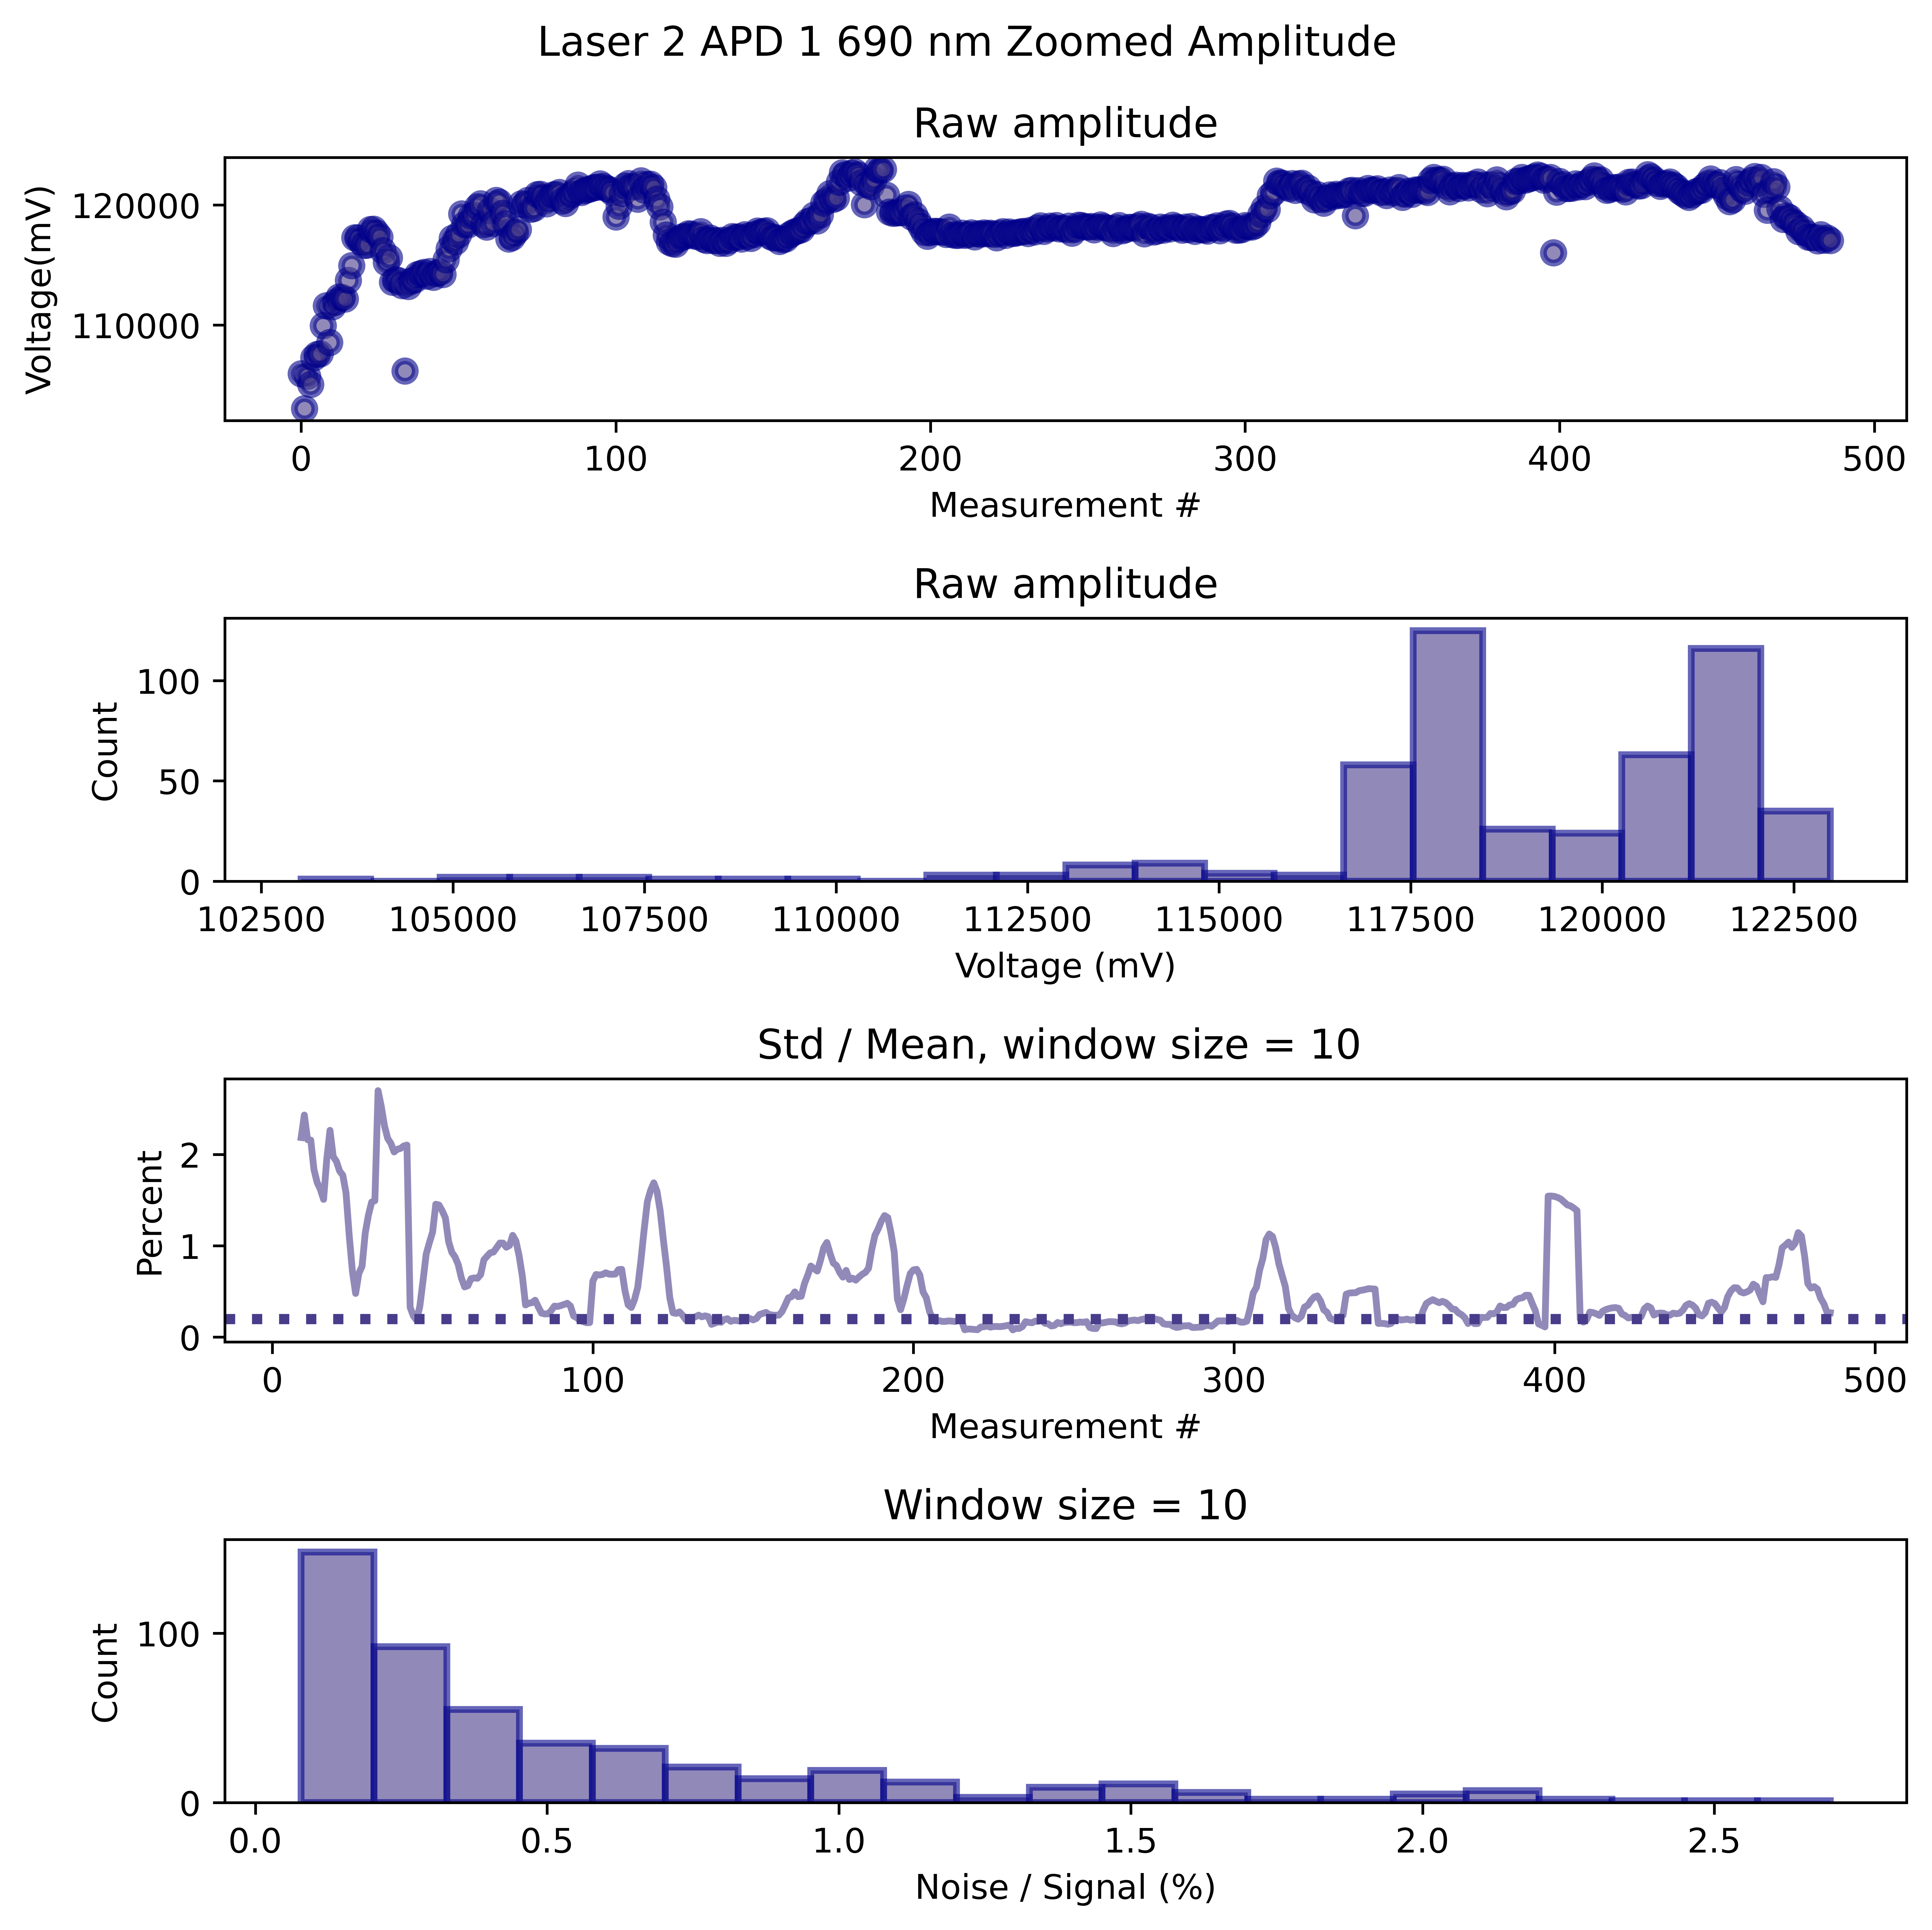 Laser 2 APD 1 690 nm Zoomed Amplitude
Raw amplitude
Voltage(mV)
120000
110000
0 100 200 300 400 500
Measurement #
Raw amplitude
Count
100
50
0
102500 105000 107500 110000 112500 115000 117500 120000 122500
Voltage (mV)
Std / Mean, window size = 10
Percent
2
1
0
0 100 200 300 400 500
Measurement #
Window size = 10
Count
100
0
0.0 0.5 1.0 1.5 2.0 2.5
Noise / Signal (%)